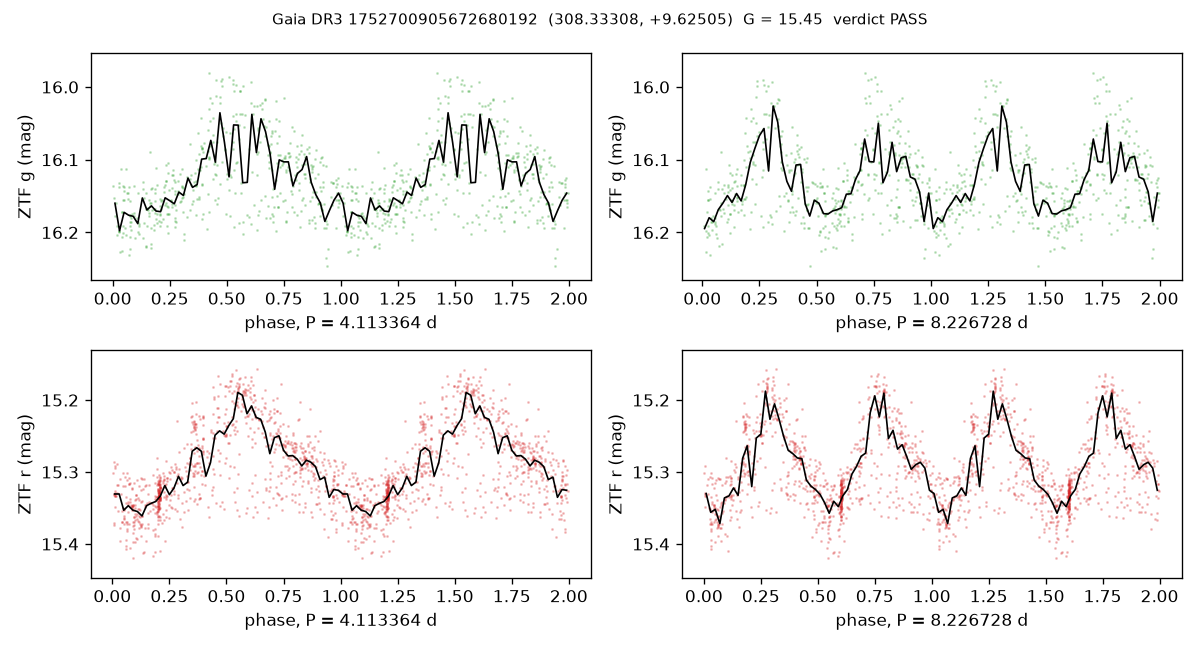 Gaia DR3 1752700905672680192  (308.33308, +9.62505)  G = 15.45  verdict PASS
ZTF g (mag)
16.0
16.1
16.2
0.00 0.25 0.50 0.75 1.00 1.25 1.50 1.75 2.00
phase, P = 4.113364 d
ZTF g (mag)
16.0
16.1
16.2
0.00 0.25 0.50 0.75 1.00 1.25 1.50 1.75 2.00
phase, P = 8.226728 d
ZTF r (mag)
15.2
15.3
15.4
0.00 0.25 0.50 0.75 1.00 1.25 1.50 1.75 2.00
phase, P = 4.113364 d
ZTF r (mag)
15.2
15.3
15.4
0.00 0.25 0.50 0.75 1.00 1.25 1.50 1.75 2.00
phase, P = 8.226728 d